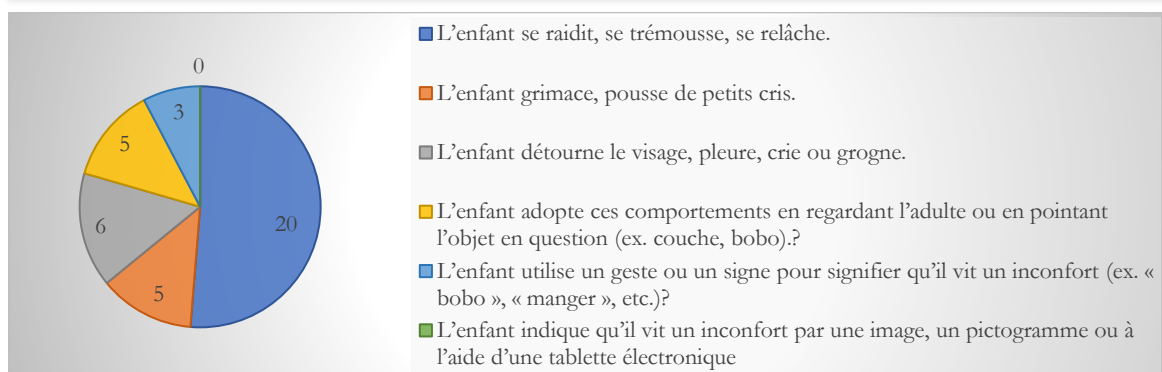 L'enfant se raidit, se trémousse, se relâche.
0
3
L'enfant grimace, pousse de petits cris.
5
L'enfant détourne le visage, pleure, crie ou grogne.
6
20
L'enfant adopte ces comportements en regardant l'adulte ou en pointant
l'objet en question (ex. couche, bobo).?
5
L'enfant utilise un geste ou un signe pour signifier qu'il vit un inconfort (ex. «
bobo », « manger », etc.)?
L'enfant indique qu'il vit un inconfort par une image, un pictogramme ou à
l'aide d'une tablette électronique